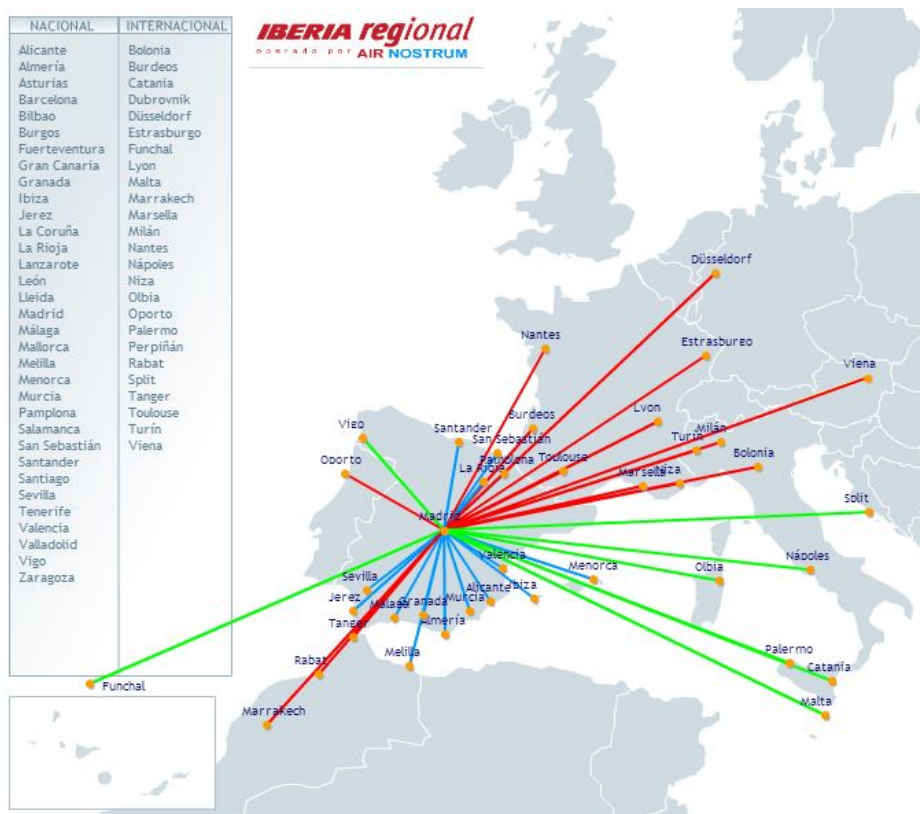 NACIONAL
Alicante
Almería
Asturias
Barcelona
Bilbao
Burgos
Fuerteventura
Gran Canaria
Granada
Ibiza
Jerez
La Coruña
La Rioja
Lanzarote
León
Lleida
Madrid
Málaga
Mallorca
Melilla
Menorca
Murcia
Pamplona
Salamanca
San Sebastián
Santander
Santiago
Sevilla
Tenerife
Valencia
Valladolid
Vigo
Zaragoza
INTERNACIONAL
Bolonia
Burdeos
Catania
Dubrovnik
Düsseldorf
Estrasburgo
Funchal
Lyon
Malta
Marrakech
Marsella
Milán
Nantes
Nápoles
Niza
Olbia
Oporto
Palermo
Perpiñán
Rabat
Split
Tanger
Toulouse
Turín
Viena
IBERIA regional
operado por AIR NOSTRUM
Düsseldorf
Nantes
Estrasburgo
Viena
Burdeos
Lyon
Vigo
Santander
San Sebastián
Milán
Turín
Oporto
La Rioja
Pamplona
Toulouse
Marsella
Niza
Bolonia
Split
Madrid
Valencia
Menorca
Olbia
Nápoles
Sevilla
Jerez
Málaga
Granada
Murcia
Alicante
Ibiza
Tanger
Almería
Melilla
Rabat
Palermo
Catanía
Funchal
Malta
Marrakech